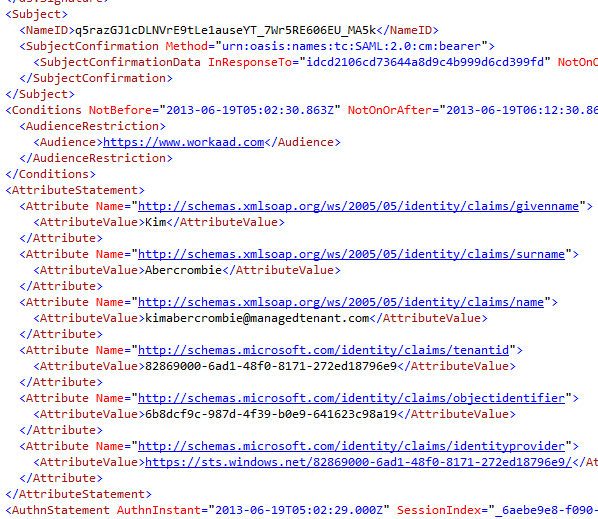 </ds:Signature>
<Subject>
<NameID>q5razGJ1cDLNVrE9tLe1auseYT_7Wr5RE606EU_MA5k</NameID>
<SubjectConfirmation Method="urn:oasis:names:tc:SAML:2.0:cm:bearer">
<SubjectConfirmationData InResponseTo="idcd2106cd73644a8d9c4b999d6cd399fd" NotOnO
</SubjectConfirmation>
</Subject>
<Conditions NotBefore="2013-06-19T05:02:30.863Z" NotOnOrAfter="2013-06-19T06:12:30.86
<AudienceRestriction>
<Audience>https://www.workaad.com</Audience>
</AudienceRestriction>
</Conditions>
<AttributeStatement>
<Attribute Name="http://schemas.xmlsoap.org/ws/2005/05/identity/claims/givenname">
<AttributeValue>Kim</AttributeValue>
</Attribute>
<Attribute Name="http://schemas.xmlsoap.org/ws/2005/05/identity/claims/surname">
<AttributeValue>Abercrombie</AttributeValue>
</Attribute>
<Attribute Name="http://schemas.xmlsoap.org/ws/2005/05/identity/claims/name">
<AttributeValue>kimabercrombie@managedtenant.com</AttributeValue>
</Attribute>
<Attribute Name="http://schemas.microsoft.com/identity/claims/tenantid">
<AttributeValue>82869000-6ad1-48f0-8171-272ed18796e9</AttributeValue>
</Attribute>
<Attribute Name="http://schemas.microsoft.com/identity/claims/objectidentifier">
<AttributeValue>6b8dcf9c-987d-4f39-b0e9-641623c98a19</AttributeValue>
</Attribute>
<Attribute Name="http://schemas.microsoft.com/identity/claims/identityprovider">
<AttributeValue>https://sts.windows.net/82869000-6ad1-48f0-8171-272ed18796e9/</At
</Attribute>
</AttributeStatement>
<AuthnStatement AuthnInstant="2013-06-19T05:02:29.000Z" SessionIndex="_6aebe9e8-f090-